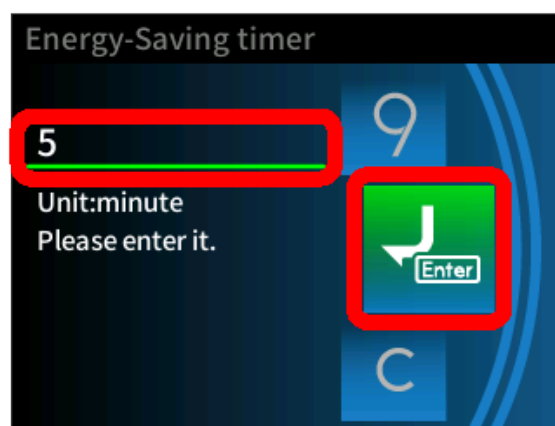 Energy-Saving timer
5
9
Unit:minute
Please enter it.
Enter
C